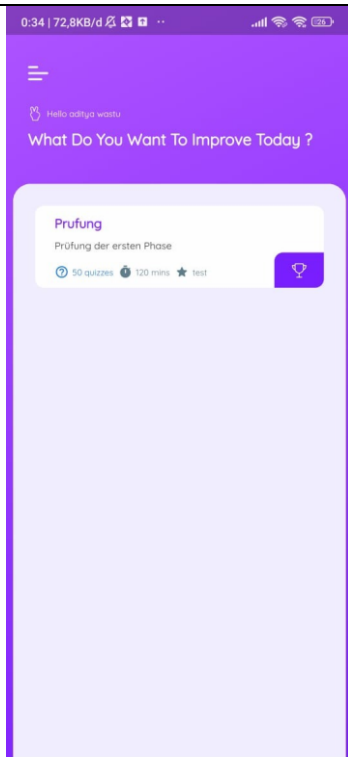 0:34 | 72,8KB/d
26
Hello aditya wastu
What Do You Want To Improve Today ?
Prufung
Prüfung der ersten Phase
50 quizzes 120 mins test